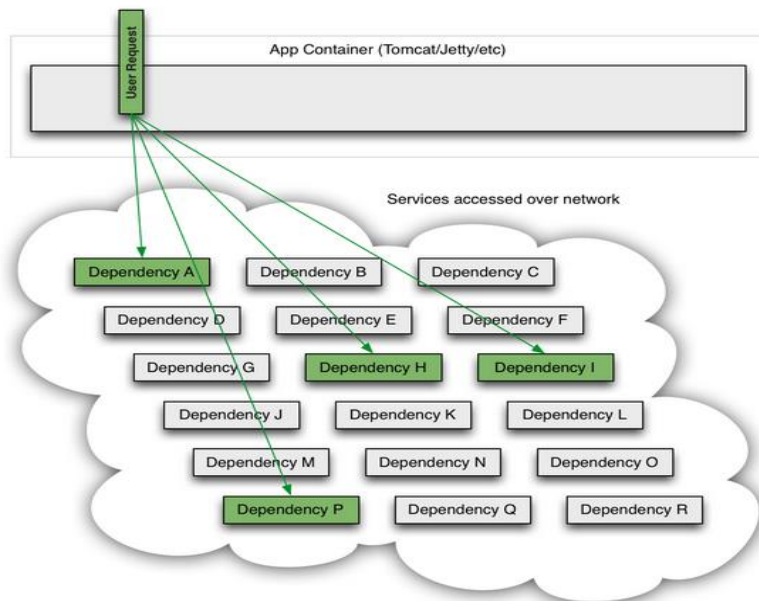 User Request
App Container (Tomcat/Jetty/etc)
Services accessed over network
Dependency A
Dependency B
Dependency C
Dependency D
Dependency E
Dependency F
Dependency G
Dependency H
Dependency I
Dependency J
Dependency K
Dependency L
Dependency M
Dependency N
Dependency O
Dependency P
Dependency Q
Dependency R